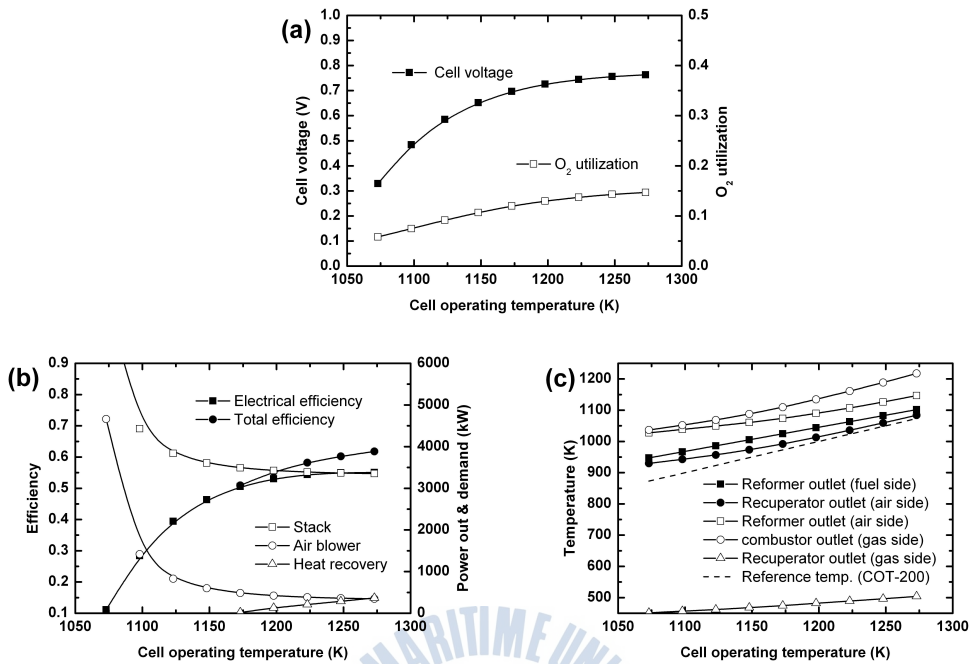 (a)
1.0
0.9
0.8
0.7
0.6
0.5
0.4
0.3
0.2
0.1
0.0
Cell voltage (V)
Cell voltage
O2 utilization
0.5
0.4
0.3
0.2
0.1
0.0
O2 utilization
1050 1100 1150 1200 1250 1300
Cell operating temperature (K)
(b)
0.9
0.8
0.7
0.6
0.5
0.4
0.3
0.2
0.1
Efficiency
Electrical efficiency
Total efficiency
Stack
Air blower
Heat recovery
6000
5000
4000
3000
2000
1000
0
Power out & demand (kW)
1050 1100 1150 1200 1250 1300
Cell operating temperature (K)
(c)
1200
1100
1000
900
800
700
600
500
Temperature (K)
Reformer outlet (fuel side)
Recuperator outlet (air side)
Reformer outlet (air side)
combustor outlet (gas side)
Recuperator outlet (gas side)
Reference temp. (COT-200)
1050 1100 1150 1200 1250 1300
Cell operating temperature (K)
MARITIME UN